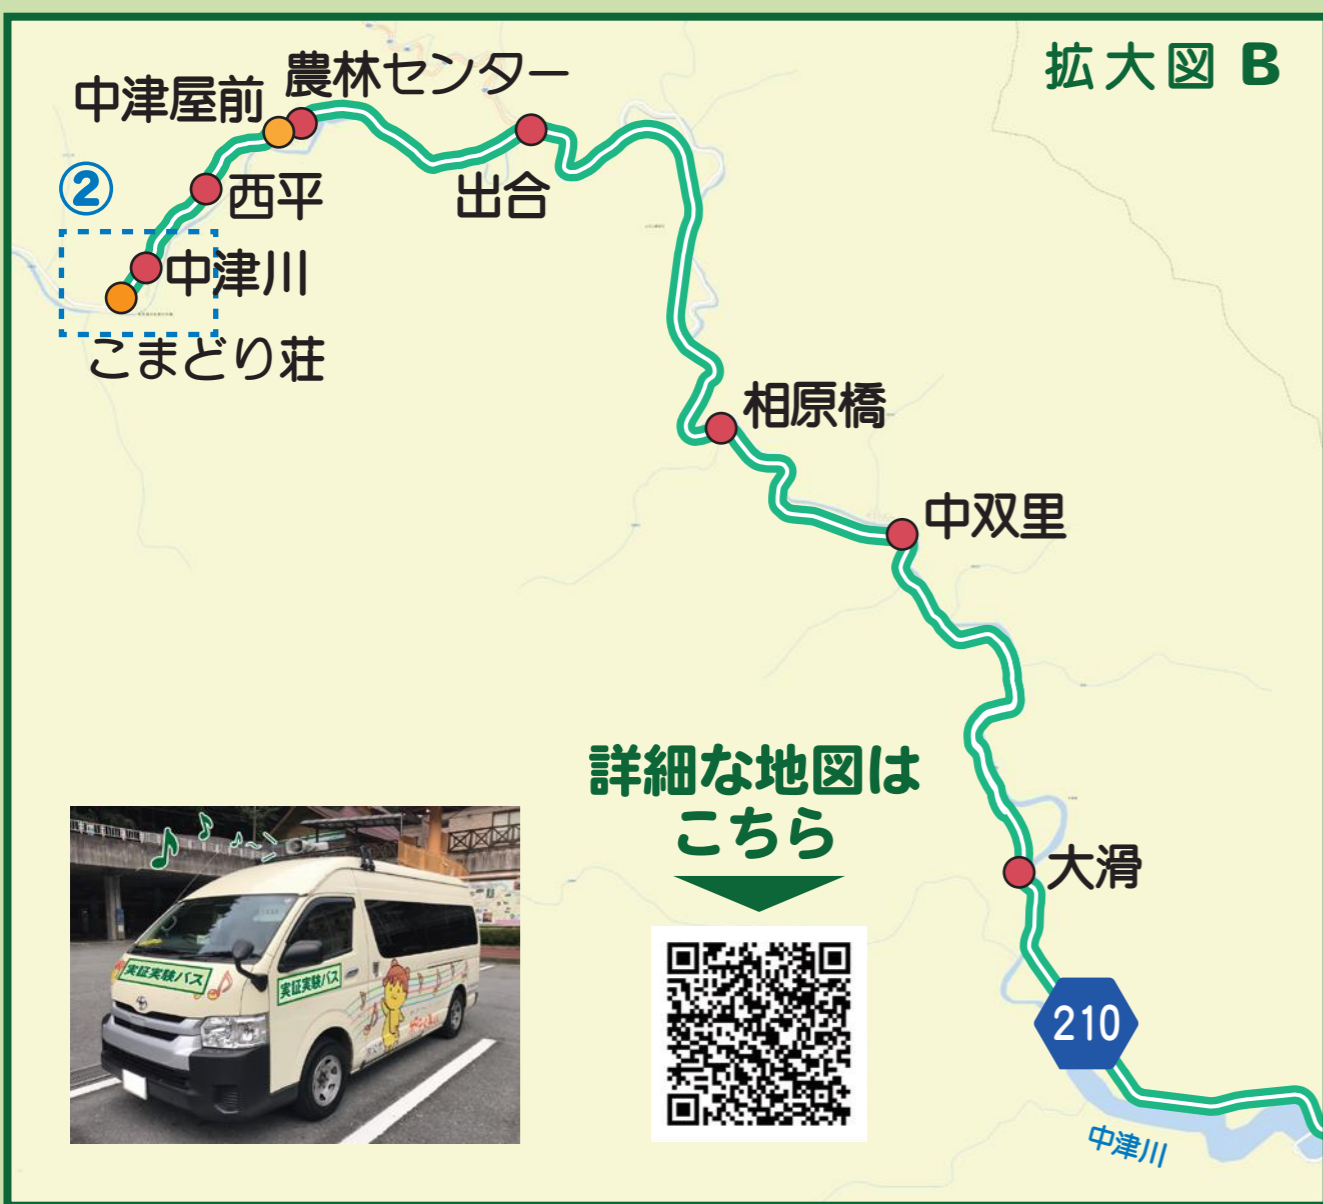 拡大図 B
農林センター
中津屋前
②
西平
出合
中津川
こまどり荘
相原橋
中双里
詳細な地図は
こちら
大滑
実証実験バス
実証実験バス
210
中津川